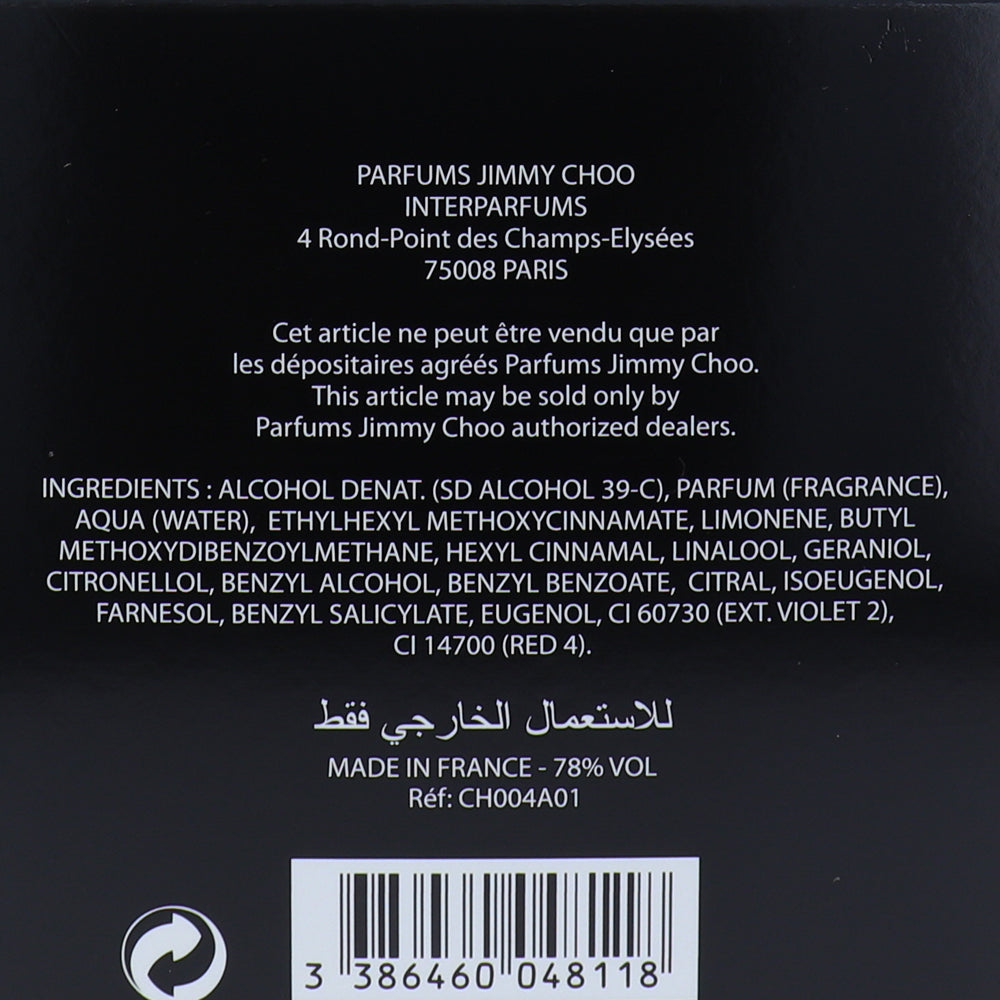 PARFUMS JIMMY CHOO
INTERPARFUMS
4 Rond-Point des Champs-Elysées
75008 PARIS
Cet article ne peut être vendu que par
les dépositaires agréés Parfums Jimmy Choo.
This article may be sold only by
Parfums Jimmy Choo authorized dealers.
INGREDIENTS : ALCOHOL DENAT. (SD ALCOHOL 39-C), PARFUM (FRAGRANCE),
AQUA (WATER), ETHYLHEXYL METHOXYCINNAMATE, LIMONENE, BUTYL
METHOXYDIBENZOYLMETHANE, HEXYL CINNAMAL, LINALOOL, GERANIOL,
CITRONELLOL, BENZYL ALCOHOL, BENZYL BENZOATE, CITRAL, ISOEUGENOL,
FARNESOL, BENZYL SALICYLATE, EUGENOL, CI 60730 (EXT. VIOLET 2),
CI 14700 (RED 4).
للاستعمال الخارجي فقط
MADE IN FRANCE - 78% VOL
Réf: CH004A01
3 386460 048118